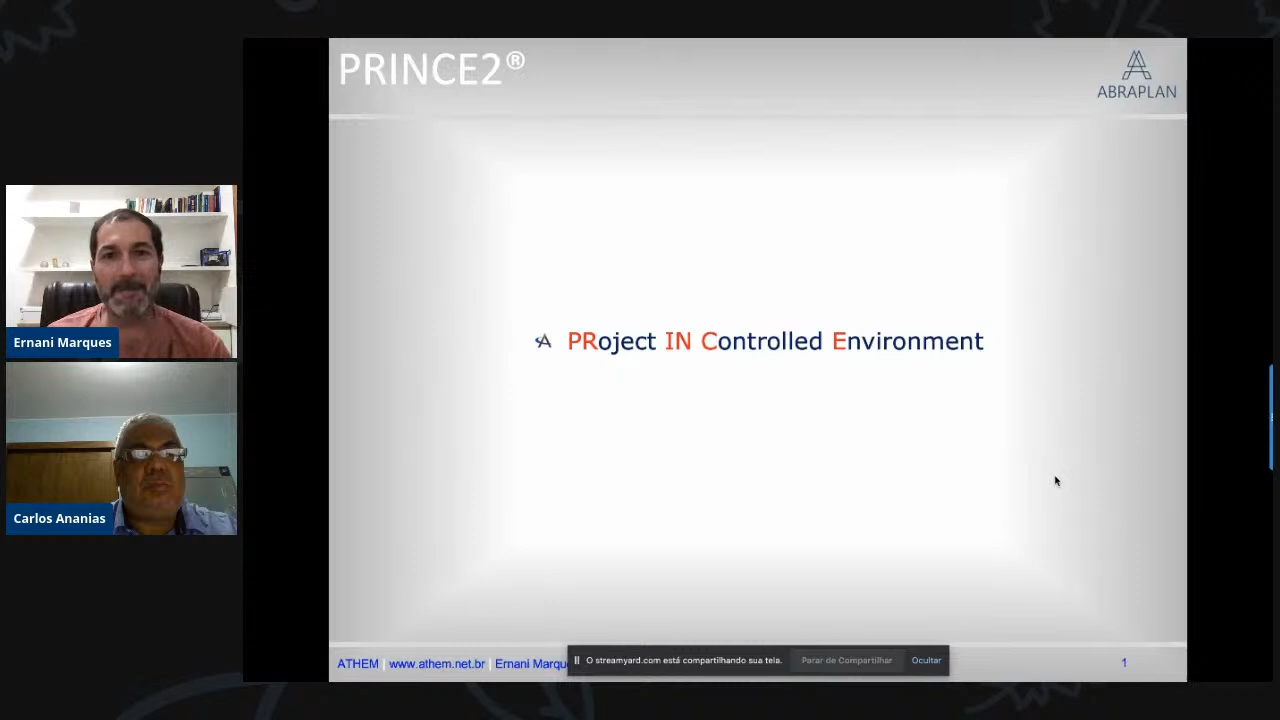 PRINCE2®
ABRAPLAN
Ernani Marques
PRoject IN Controlled Environment
Carlos Ananias
ATHEM | www.athem.net.br | Ernani Marqu
O streamyard.com está compartilhando sua tela.
Parar de Compartilhar
Ocultar
1